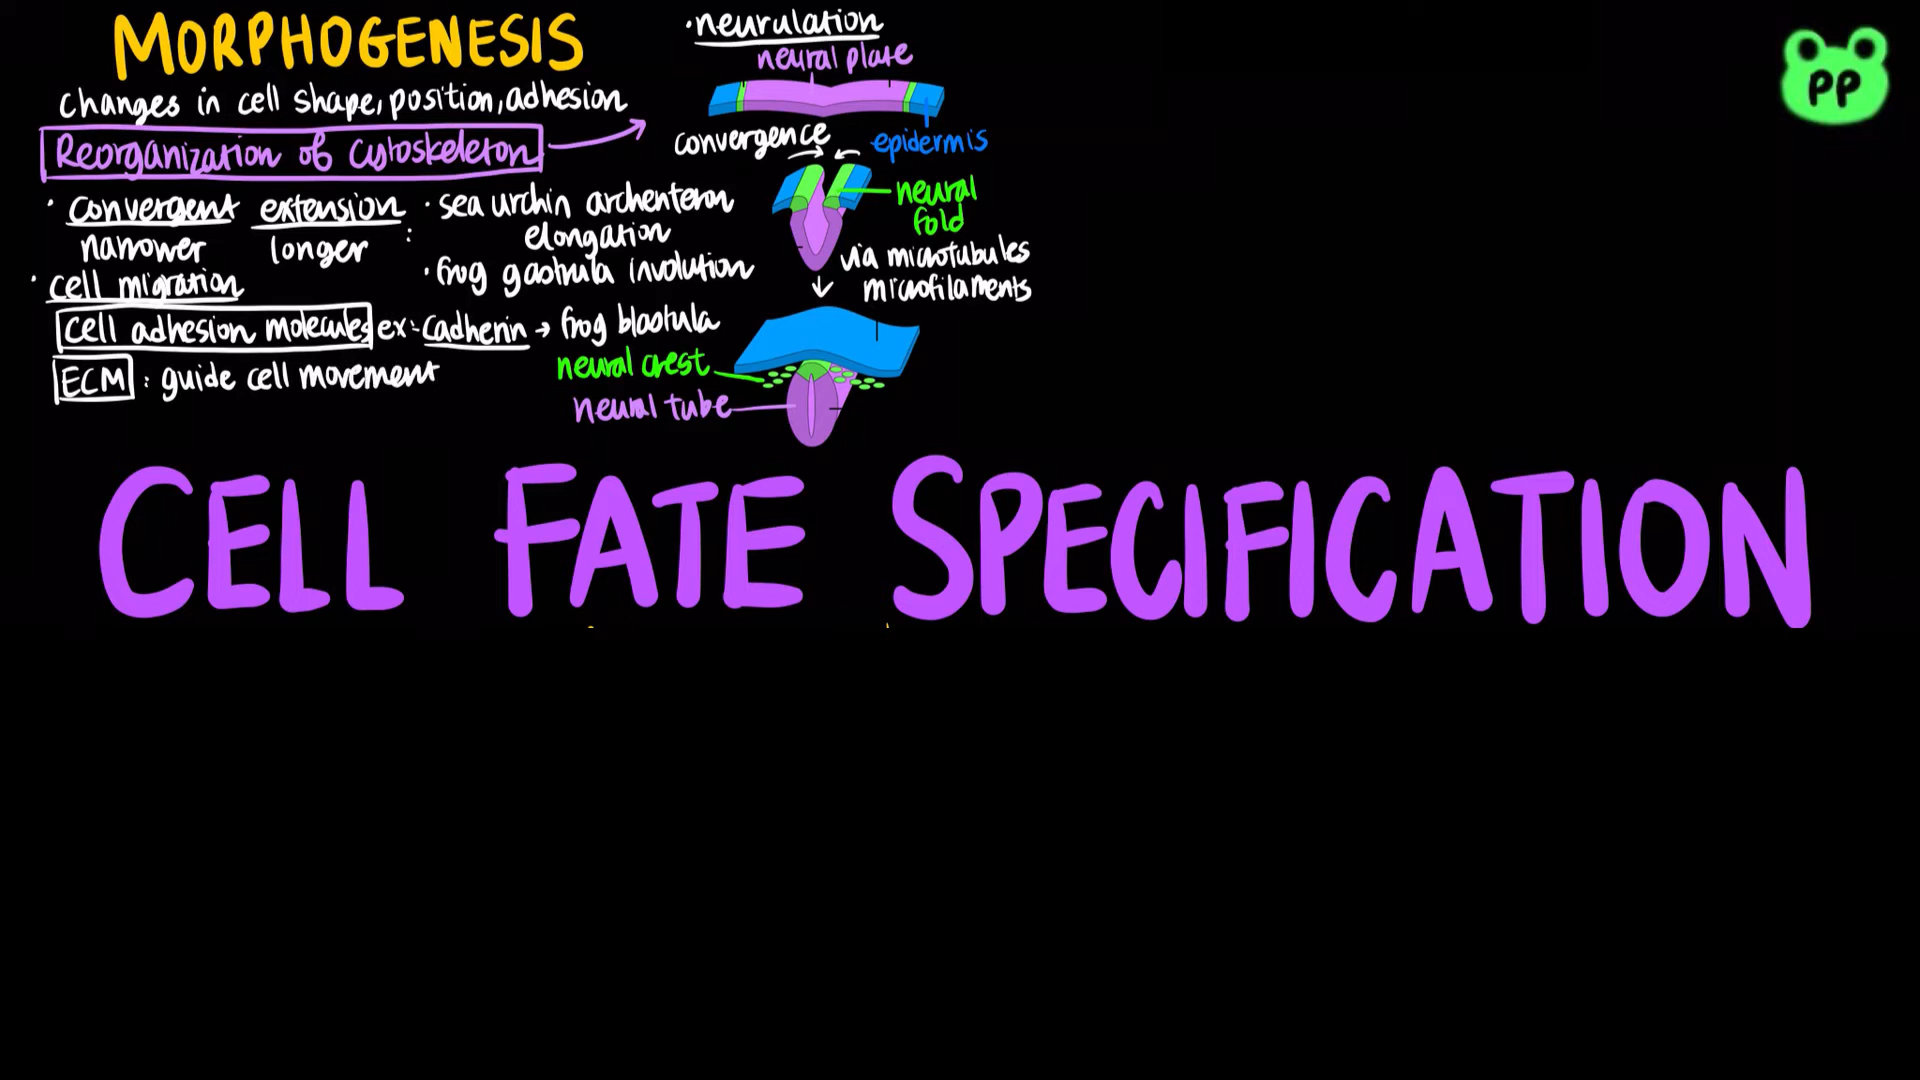 MORPHOGENESIS
changes in cell shape, position, adhesion
Reorganization of cytoskeleton
· convergent extension :
narrower longer
· sea urchin archenteron
elongation
· frog gastrula involution
· cell migration
cell adhesion molecules ex:- cadherin → frog blastula
ECM : guide cell movement
· neurulation
neural plate
convergence
epidermis
neural
fold
via microtubules
microfilaments
neural crest
neural tube
PP
CELL FATE SPECIFICATION